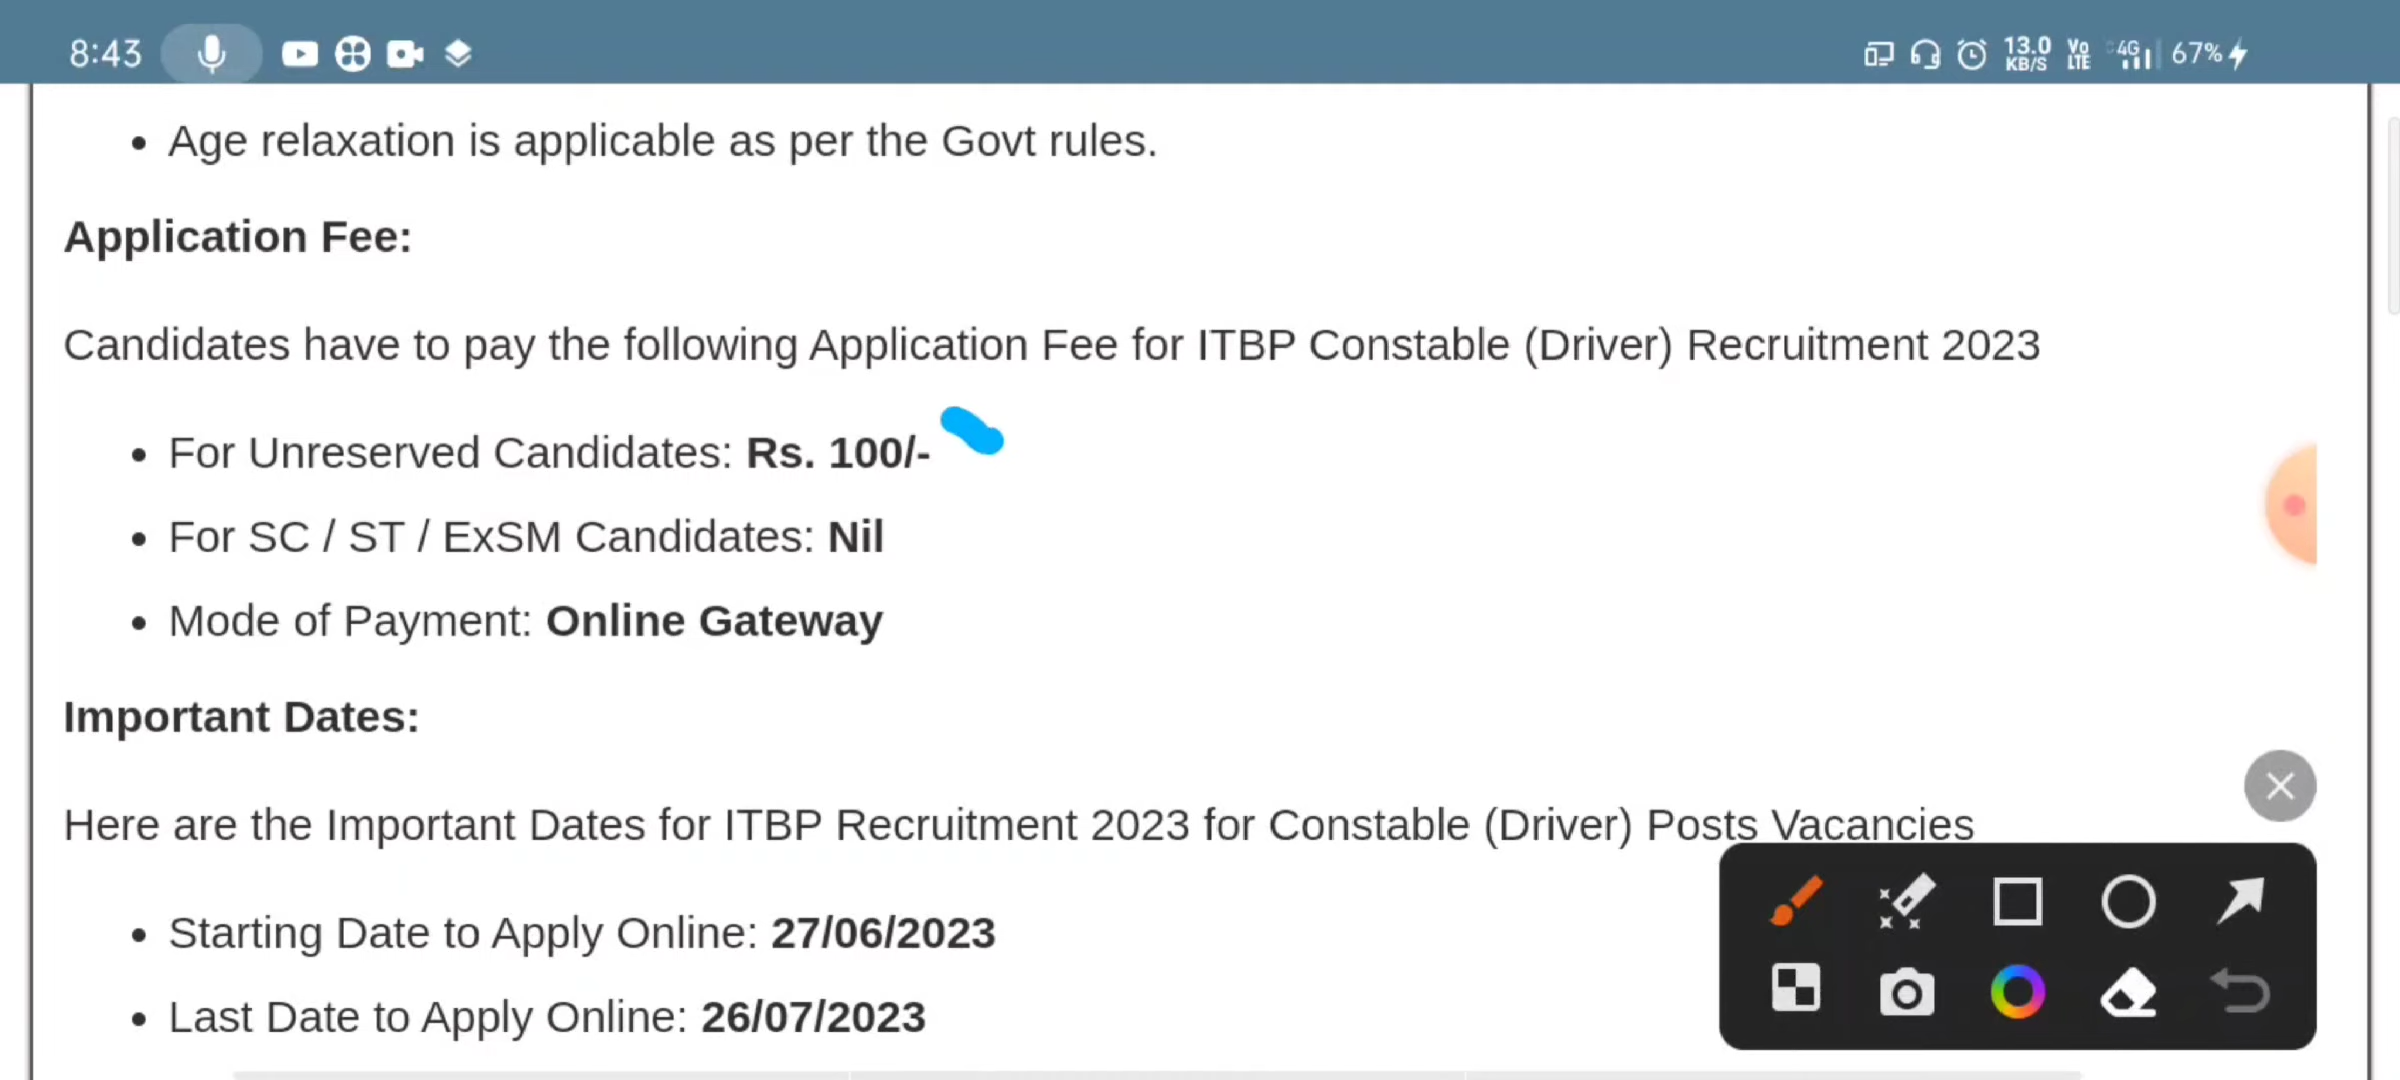 8:43 13.0 KB/S Vo LTE 4G 67%
• Age relaxation is applicable as per the Govt rules.
Application Fee:
Candidates have to pay the following Application Fee for ITBP Constable (Driver) Recruitment 2023
• For Unreserved Candidates: Rs. 100/-
• For SC / ST / ExSM Candidates: Nil
• Mode of Payment: Online Gateway
Important Dates:
Here are the Important Dates for ITBP Recruitment 2023 for Constable (Driver) Posts Vacancies
• Starting Date to Apply Online: 27/06/2023
• Last Date to Apply Online: 26/07/2023